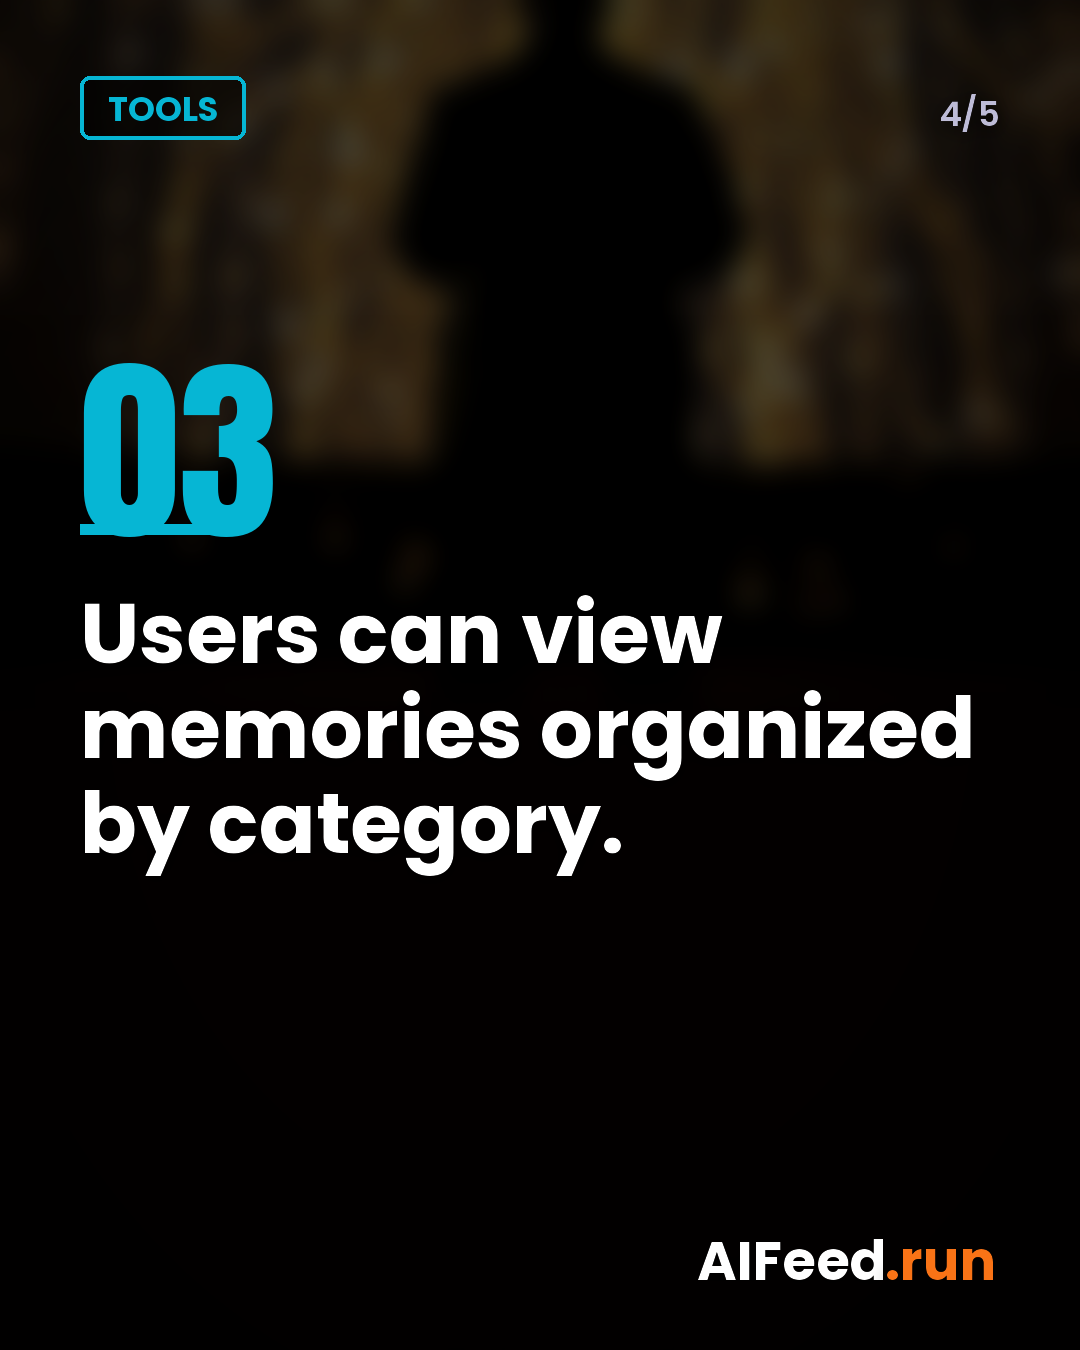 TOOLS
4/5
03
Users can view
memories organized
by category.
AIFeed.run